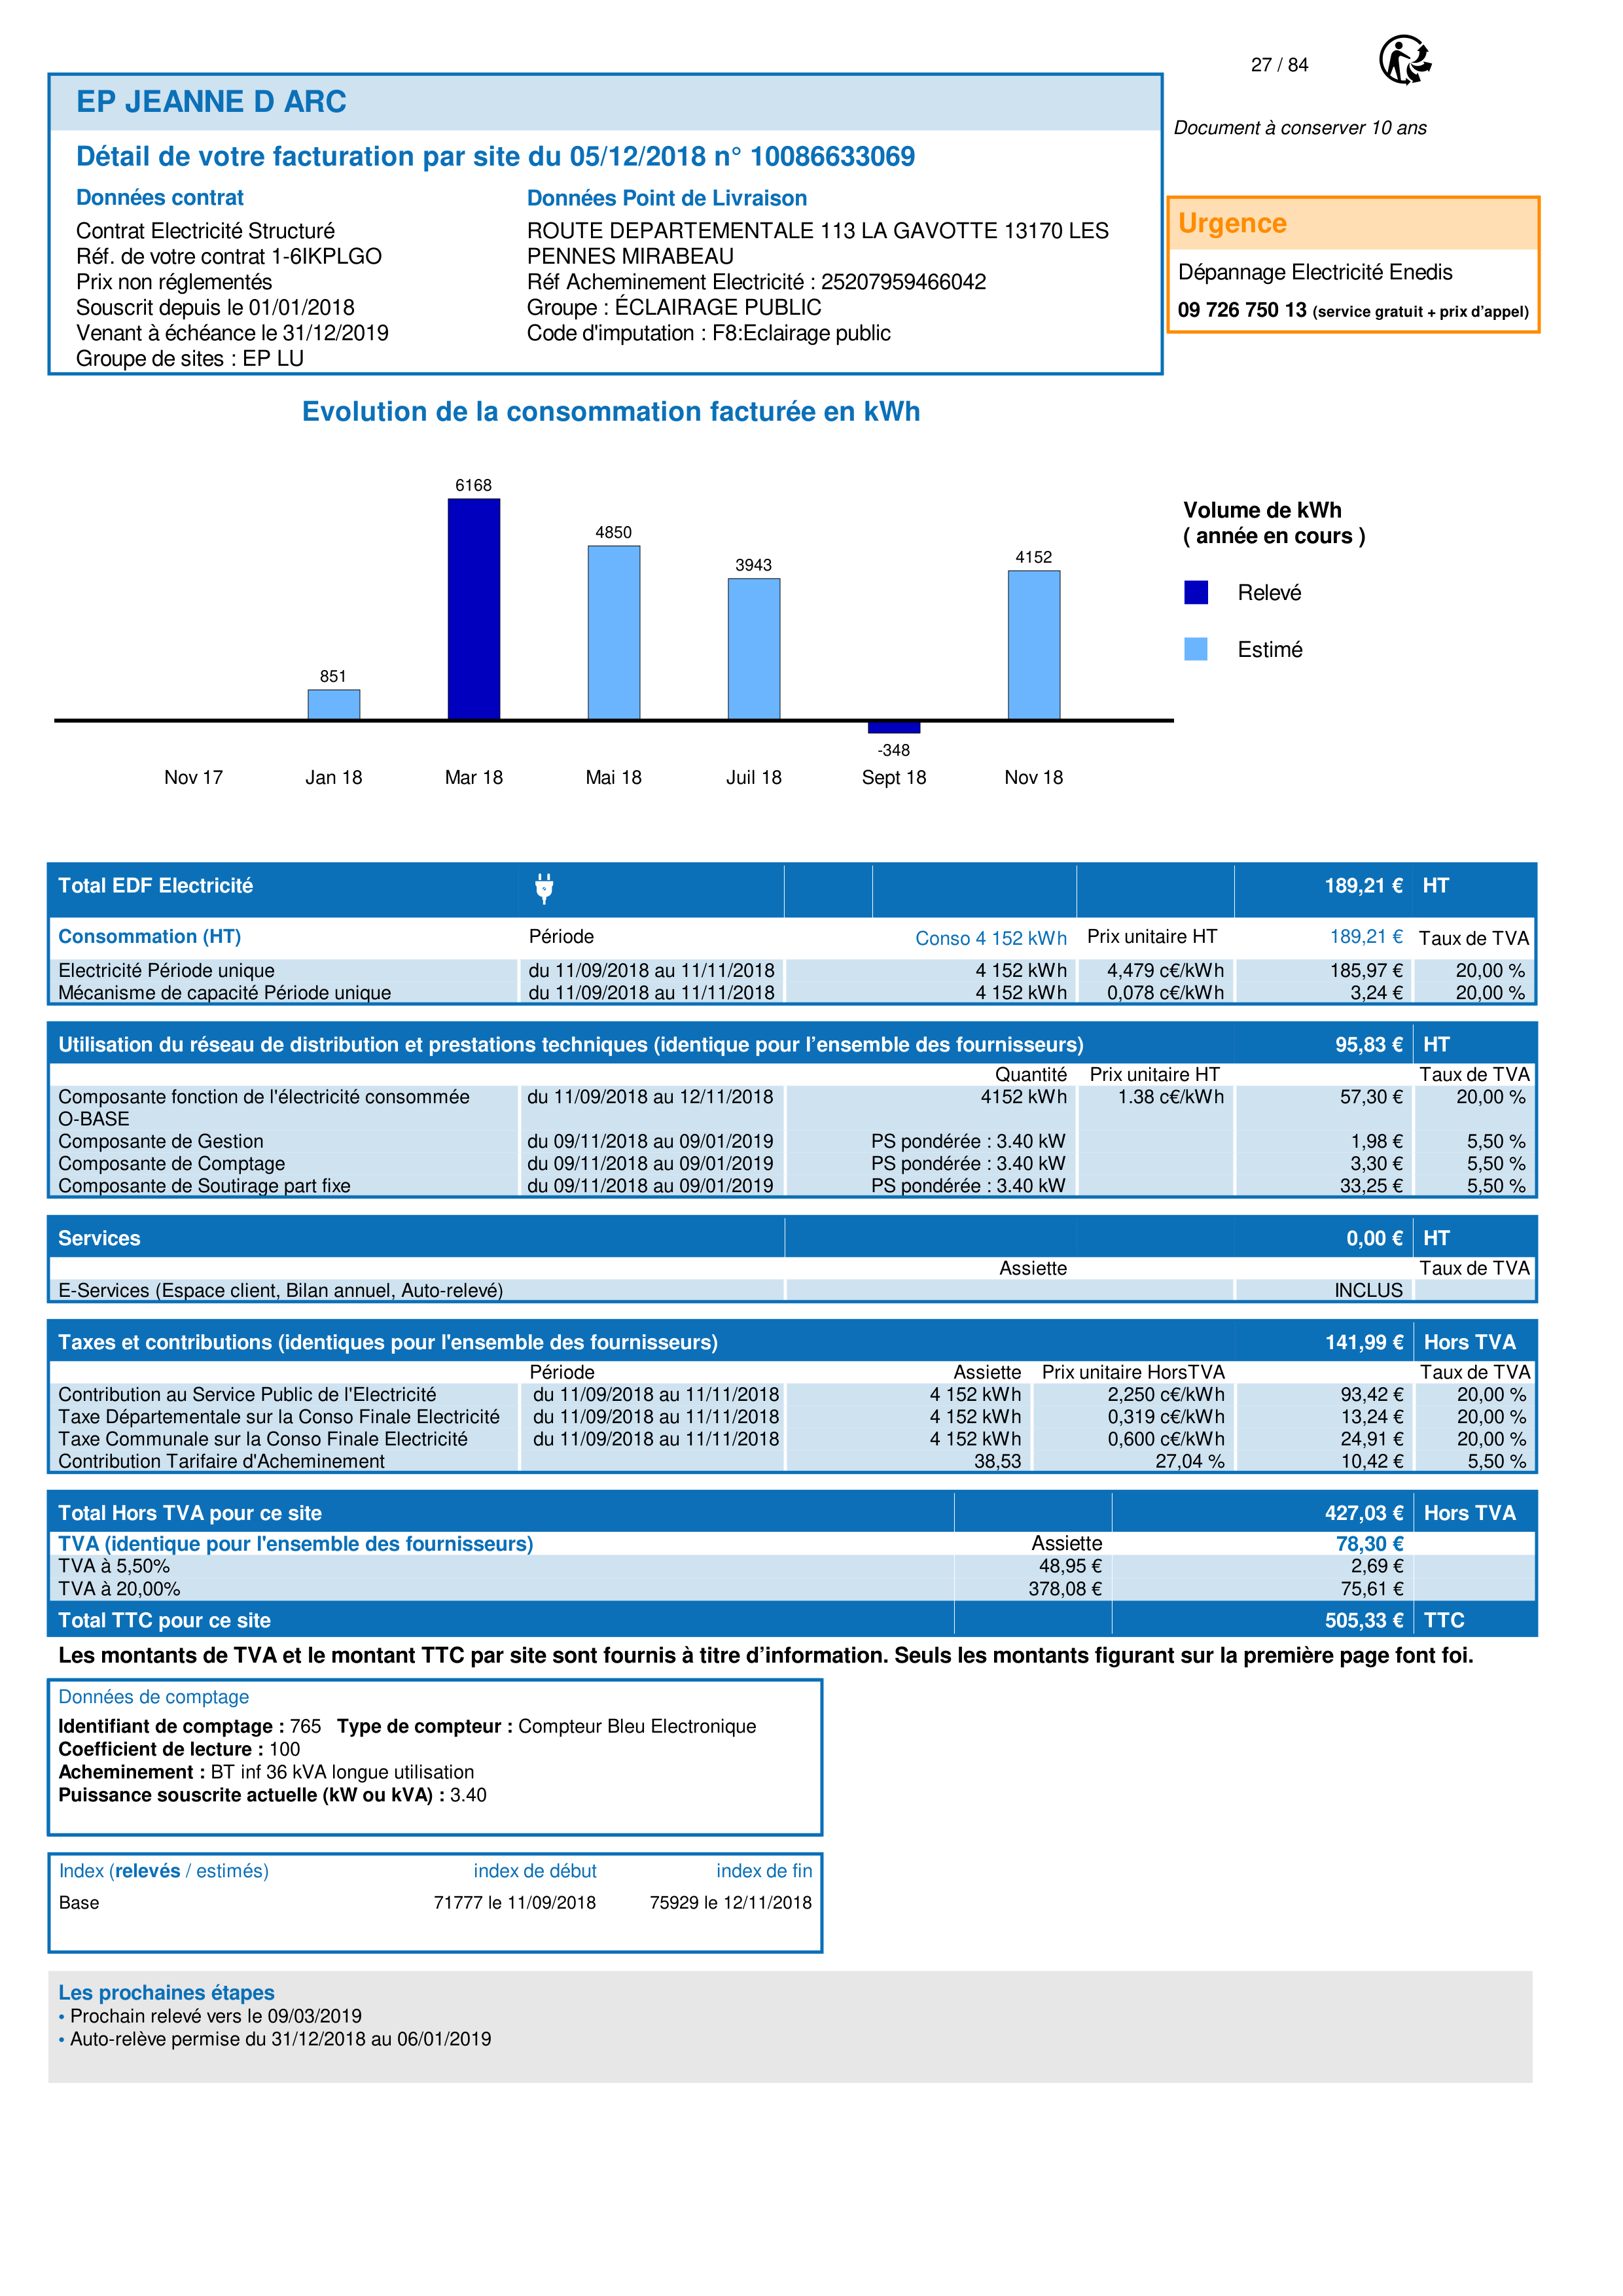 27 / 84
EP JEANNE D ARC
Document à conserver 10 ans
Détail de votre facturation par site du 05/12/2018 n° 10086633069
Données contrat
Contrat Electricité Structuré
Réf. de votre contrat 1-6IKPLGO
Prix non réglementés
Souscrit depuis le 01/01/2018
Venant à échéance le 31/12/2019
Groupe de sites : EP LU
Données Point de Livraison
ROUTE DEPARTEMENTALE 113 LA GAVOTTE 13170 LES
PENNES MIRABEAU
Réf Acheminement Electricité : 25207959466042
Groupe : ÉCLAIRAGE PUBLIC
Code d'imputation : F8:Eclairage public
Urgence
Dépannage Electricité Enedis
09 726 750 13 (service gratuit + prix d’appel)
Evolution de la consommation facturée en kWh
6168
4850
3943
4152
851
-348
Nov 17 Jan 18 Mar 18 Mai 18 Juil 18 Sept 18 Nov 18
Volume de kWh
( année en cours )
Relevé
Estimé
Total EDF Electricité 189,21 € HT
Consommation (HT) Période Conso 4 152 kWh Prix unitaire HT 189,21 € Taux de TVA
Electricité Période unique du 11/09/2018 au 11/11/2018 4 152 kWh 4,479 c€/kWh 185,97 € 20,00 %
Mécanisme de capacité Période unique du 11/09/2018 au 11/11/2018 4 152 kWh 0,078 c€/kWh 3,24 € 20,00 %
Utilisation du réseau de distribution et prestations techniques (identique pour l’ensemble des fournisseurs) 95,83 € HT
Quantité Prix unitaire HT Taux de TVA
Composante fonction de l'électricité consommée du 11/09/2018 au 12/11/2018 4152 kWh 1.38 c€/kWh 57,30 € 20,00 %
O-BASE
Composante de Gestion du 09/11/2018 au 09/01/2019 PS pondérée : 3.40 kW 1,98 € 5,50 %
Composante de Comptage du 09/11/2018 au 09/01/2019 PS pondérée : 3.40 kW 3,30 € 5,50 %
Composante de Soutirage part fixe du 09/11/2018 au 09/01/2019 PS pondérée : 3.40 kW 33,25 € 5,50 %
Services 0,00 € HT
Assiette Taux de TVA
E-Services (Espace client, Bilan annuel, Auto-relevé) INCLUS
Taxes et contributions (identiques pour l'ensemble des fournisseurs) 141,99 € Hors TVA
Période Assiette Prix unitaire HorsTVA Taux de TVA
Contribution au Service Public de l'Electricité du 11/09/2018 au 11/11/2018 4 152 kWh 2,250 c€/kWh 93,42 € 20,00 %
Taxe Départementale sur la Conso Finale Electricité du 11/09/2018 au 11/11/2018 4 152 kWh 0,319 c€/kWh 13,24 € 20,00 %
Taxe Communale sur la Conso Finale Electricité du 11/09/2018 au 11/11/2018 4 152 kWh 0,600 c€/kWh 24,91 € 20,00 %
Contribution Tarifaire d'Acheminement 38,53 27,04 % 10,42 € 5,50 %
Total Hors TVA pour ce site 427,03 € Hors TVA
TVA (identique pour l'ensemble des fournisseurs) Assiette 78,30 €
TVA à 5,50% 48,95 € 2,69 €
TVA à 20,00% 378,08 € 75,61 €
Total TTC pour ce site 505,33 € TTC
Les montants de TVA et le montant TTC par site sont fournis à titre d’information. Seuls les montants figurant sur la première page font foi.
Données de comptage
Identifiant de comptage : 765 Type de compteur : Compteur Bleu Electronique
Coefficient de lecture : 100
Acheminement : BT inf 36 kVA longue utilisation
Puissance souscrite actuelle (kW ou kVA) : 3.40
Index (relevés / estimés) index de début index de fin
Base 71777 le 11/09/2018 75929 le 12/11/2018
Les prochaines étapes
• Prochain relevé vers le 09/03/2019
• Auto-relève permise du 31/12/2018 au 06/01/2019